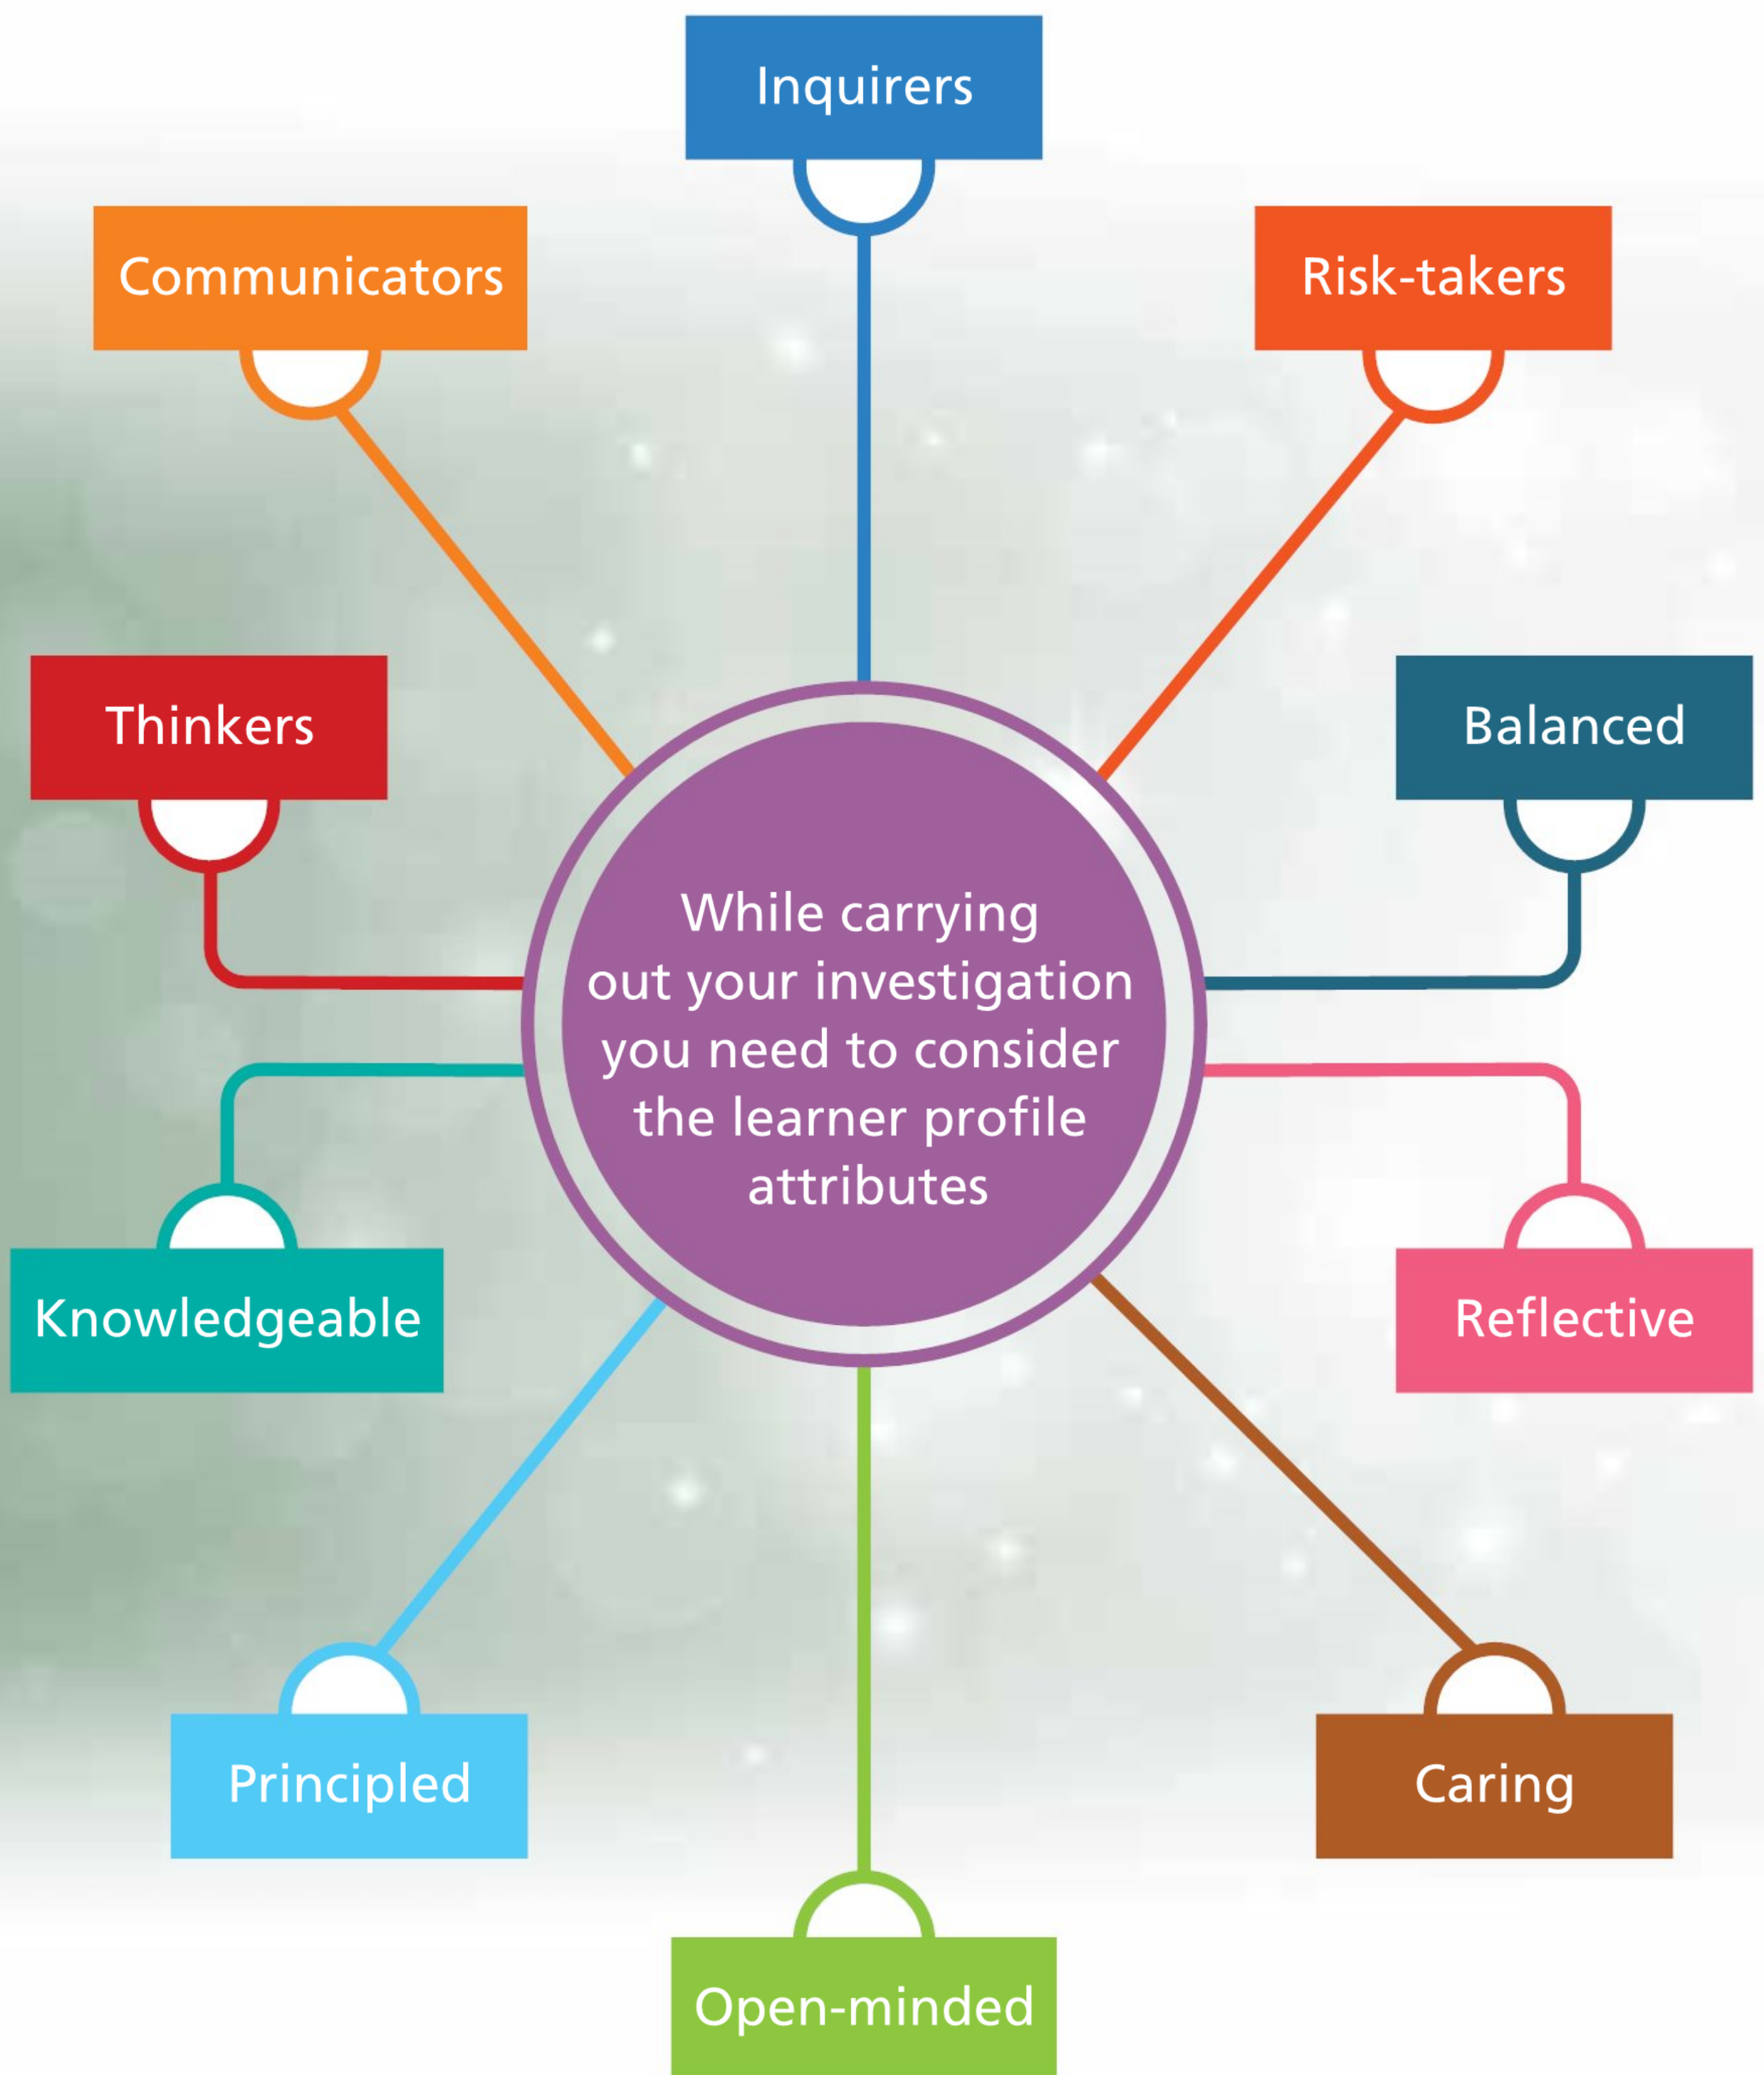 Inquirers
Communicators
Risk-takers
Thinkers
Balanced
While carrying
out your investigation
you need to consider
the learner profile
attributes
Knowledgeable
Reflective
Principled
Caring
Open-minded